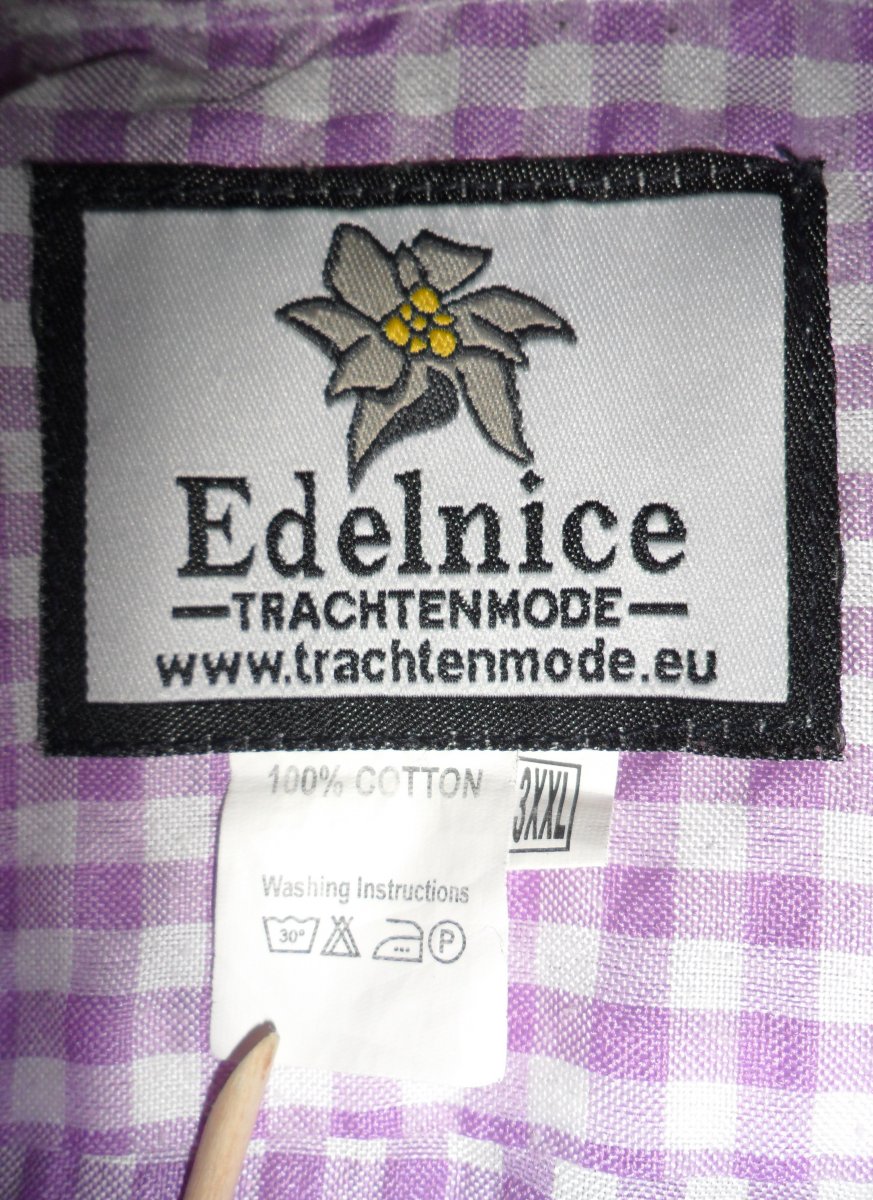 Edelnice
TRACHTENMODE
www.trachtenmode.eu
100% COTTON
3XXL
Washing Instructions
30° P